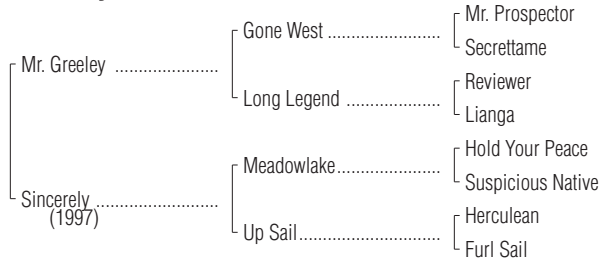 Mr. Prospector
Gone West ....................
Secrettame
Mr. Greeley ....................
Reviewer
Long Legend ................
Lianga
Hold Your Peace
Meadowlake...................
Suspicious Native
Sincerely .......................
(1997)
Herculean
Up Sail..........................
Furl Sail